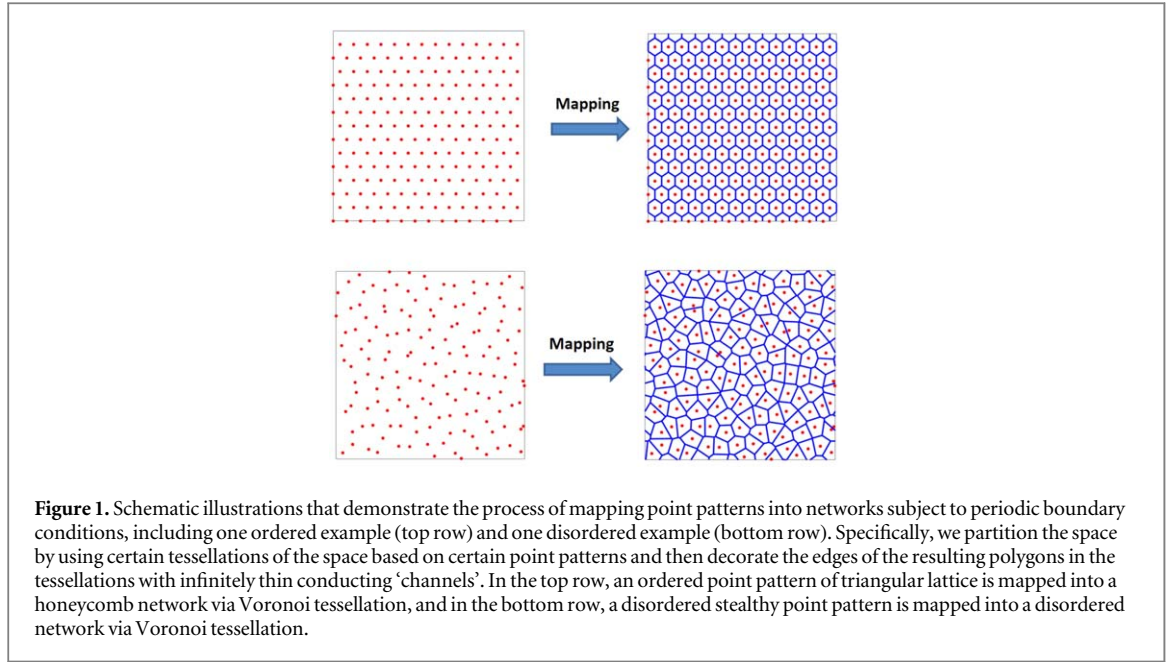 Mapping
Mapping
Figure 1. Schematic illustrations that demonstrate the process of mapping point patterns into networks subject to periodic boundary
conditions, including one ordered example (top row) and one disordered example (bottom row). Specifically, we partition the space
by using certain tessellations of the space based on certain point patterns and then decorate the edges of the resulting polygons in the
tessellations with infinitely thin conducting ‘channels’. In the top row, an ordered point pattern of triangular lattice is mapped into a
honeycomb network via Voronoi tessellation, and in the bottom row, a disordered stealthy point pattern is mapped into a disordered
network via Voronoi tessellation.